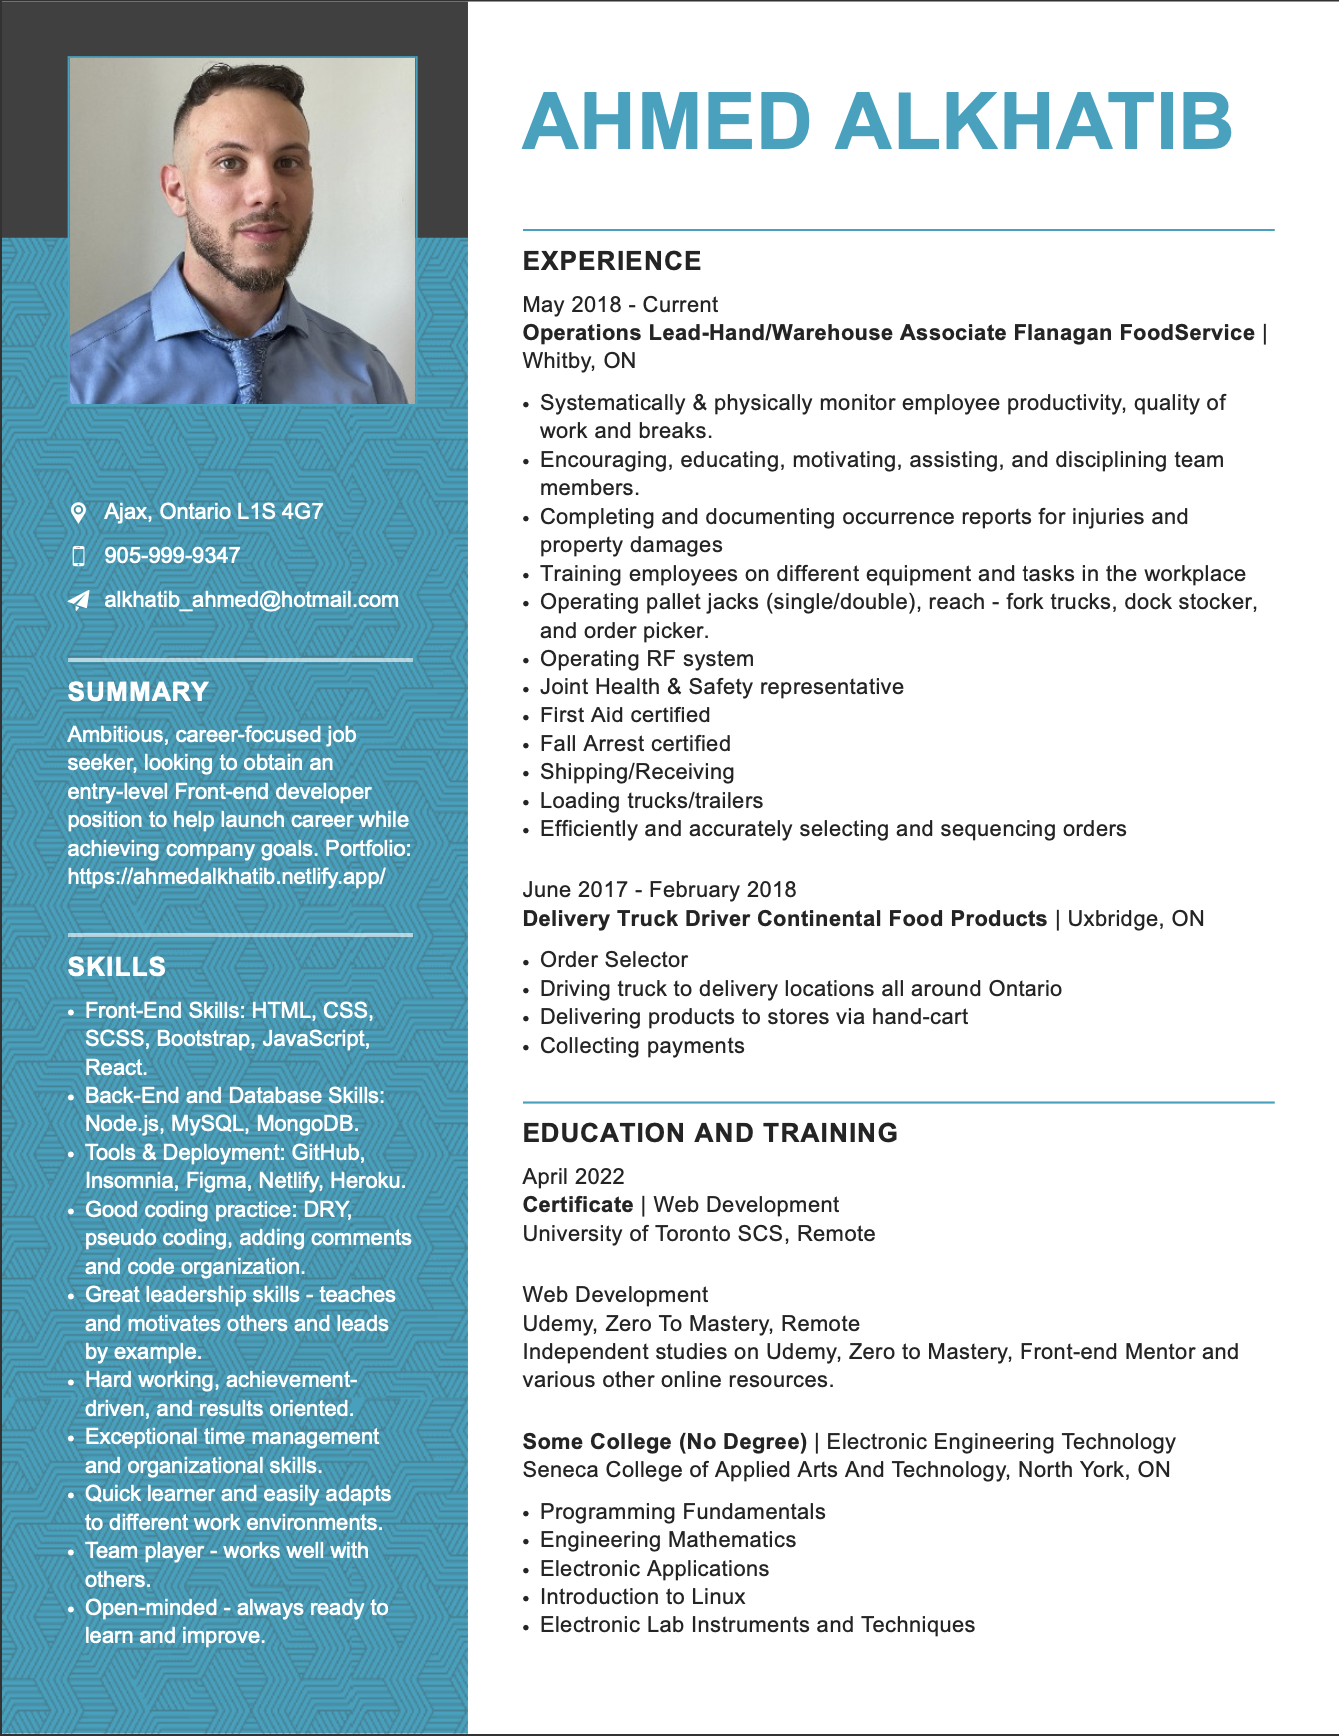 AHMED ALKHATIB
Ajax, Ontario L1S 4G7
905-999-9347
alkhatib_ahmed@hotmail.com
SUMMARY
Ambitious, career-focused job
seeker, looking to obtain an
entry-level Front-end developer
position to help launch career while
achieving company goals. Portfolio:
https://ahmedalkhatib.netlify.app/
SKILLS
• Front-End Skills: HTML, CSS,
SCSS, Bootstrap, JavaScript,
React.
• Back-End and Database Skills:
Node.js, MySQL, MongoDB.
• Tools & Deployment: GitHub,
Insomnia, Figma, Netlify, Heroku.
• Good coding practice: DRY,
pseudo coding, adding comments
and code organization.
• Great leadership skills - teaches
and motivates others and leads
by example.
• Hard working, achievement-
driven, and results oriented.
• Exceptional time management
and organizational skills.
• Quick learner and easily adapts
to different work environments.
• Team player - works well with
others.
• Open-minded - always ready to
learn and improve.
EXPERIENCE
May 2018 - Current
Operations Lead-Hand/Warehouse Associate Flanagan FoodService |
Whitby, ON
• Systematically & physically monitor employee productivity, quality of
work and breaks.
• Encouraging, educating, motivating, assisting, and disciplining team
members.
• Completing and documenting occurrence reports for injuries and
property damages
• Training employees on different equipment and tasks in the workplace
• Operating pallet jacks (single/double), reach - fork trucks, dock stocker,
and order picker.
• Operating RF system
• Joint Health & Safety representative
• First Aid certified
• Fall Arrest certified
• Shipping/Receiving
• Loading trucks/trailers
• Efficiently and accurately selecting and sequencing orders
June 2017 - February 2018
Delivery Truck Driver Continental Food Products | Uxbridge, ON
• Order Selector
• Driving truck to delivery locations all around Ontario
• Delivering products to stores via hand-cart
• Collecting payments
EDUCATION AND TRAINING
April 2022
Certificate | Web Development
University of Toronto SCS, Remote
Web Development
Udemy, Zero To Mastery, Remote
Independent studies on Udemy, Zero to Mastery, Front-end Mentor and
various other online resources.
Some College (No Degree) | Electronic Engineering Technology
Seneca College of Applied Arts And Technology, North York, ON
• Programming Fundamentals
• Engineering Mathematics
• Electronic Applications
• Introduction to Linux
• Electronic Lab Instruments and Techniques